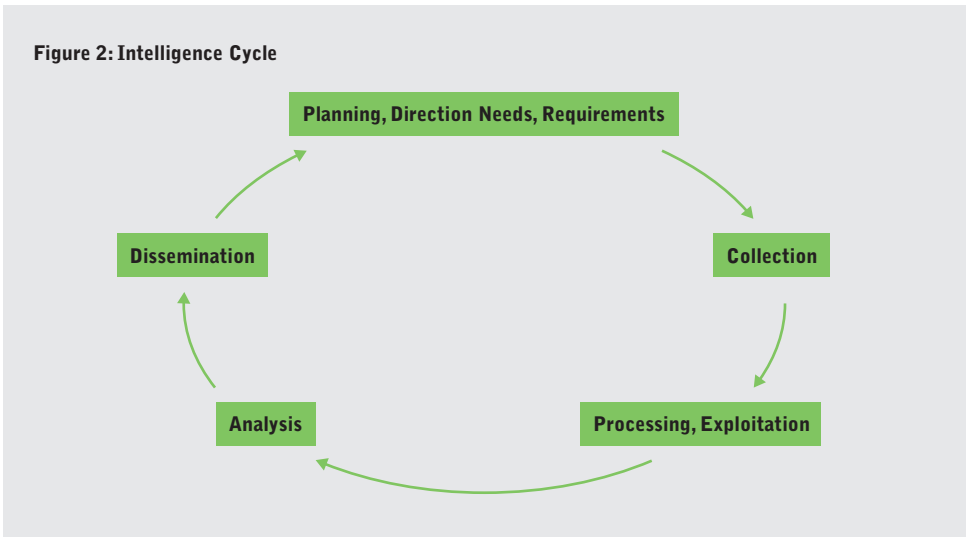 Figure 2: Intelligence Cycle
Planning, Direction Needs, Requirements
Collection
Processing, Exploitation
Analysis
Dissemination